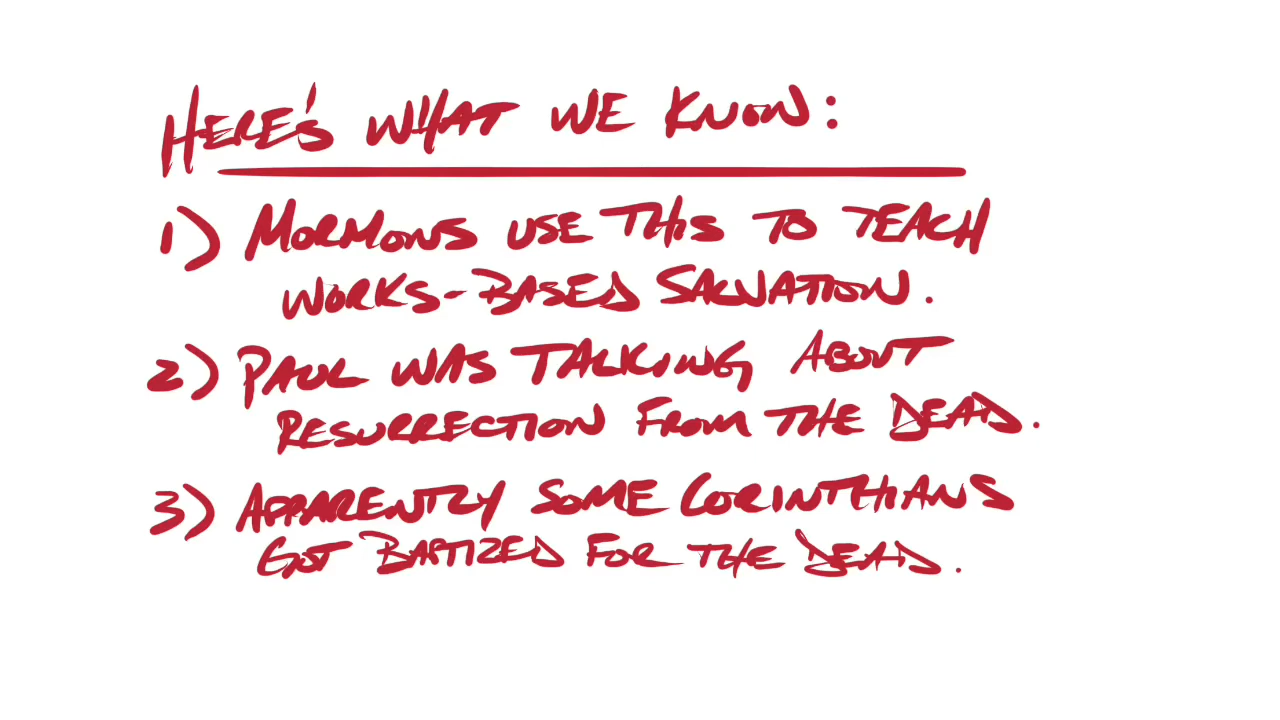 HERE'S WHAT WE KNOW:
1) MORMONS USE THIS TO TEACH
WORKS-BASED SALVATION.
2) PAUL WAS TALKING ABOUT
RESURRECTION FROM THE DEAD.
3) APPARENTLY SOME CORINTHIANS
GOT BAPTIZED FOR THE DEAD.